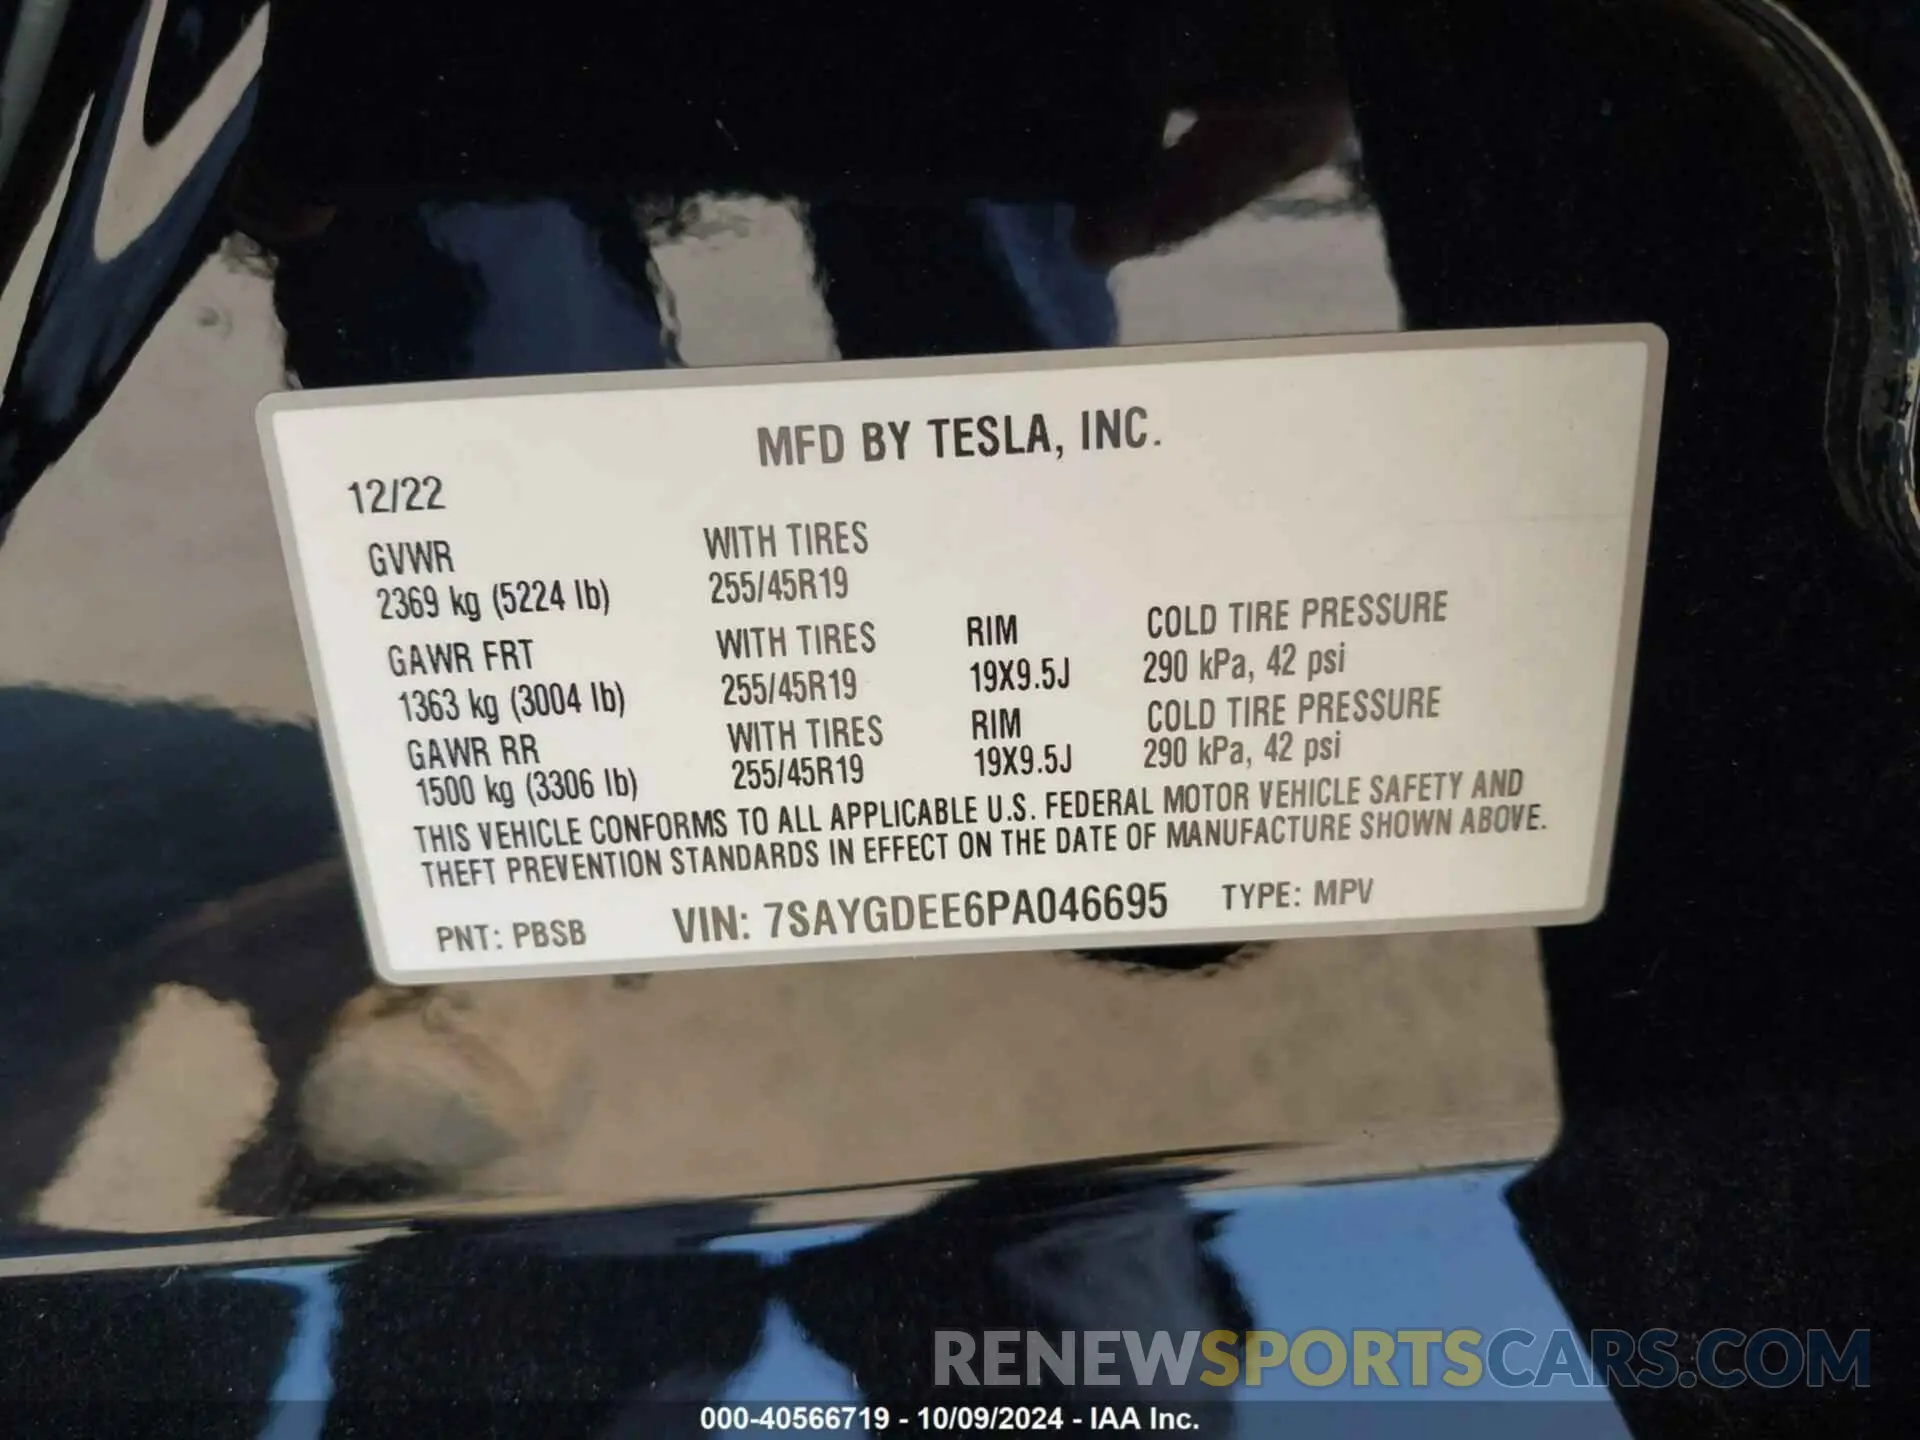 MFD BY TESLA, INC.
12/22
GVWR WITH TIRES
2369 kg (5224 lb) 255/45R19
GAWR FRT WITH TIRES RIM COLD TIRE PRESSURE
1363 kg (3004 lb) 255/45R19 19X9.5J 290 kPa, 42 psi
GAWR RR WITH TIRES RIM COLD TIRE PRESSURE
1500 kg (3306 lb) 255/45R19 19X9.5J 290 kPa, 42 psi
THIS VEHICLE CONFORMS TO ALL APPLICABLE U.S. FEDERAL MOTOR VEHICLE SAFETY AND
THEFT PREVENTION STANDARDS IN EFFECT ON THE DATE OF MANUFACTURE SHOWN ABOVE.
PNT: PBSB VIN: 7SAYGDEE6PA046695 TYPE: MPV
RENEWSPORTSCARS.COM
000-40566719 - 10/09/2024 - IAA Inc.